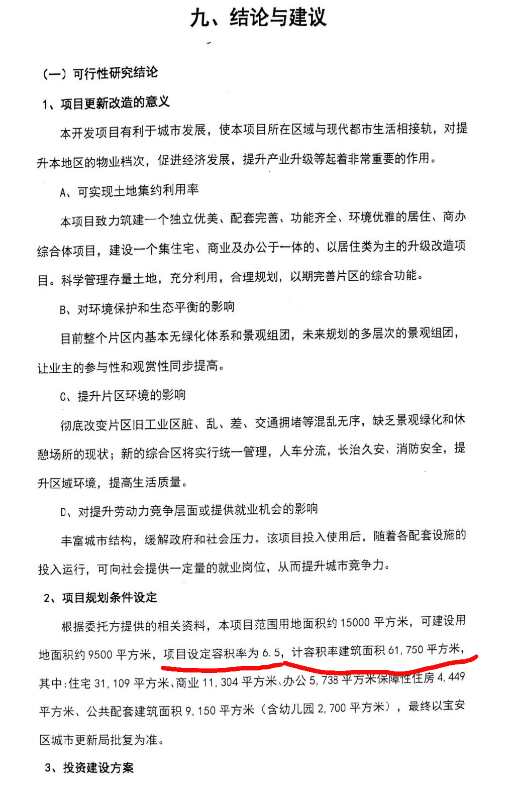 九、结论与建议
（一）可行性研究结论
1、项目更新改造的意义
本开发项目有利于城市发展，使本项目所在区域与现代都市生活相接轨，对提
升本地区的物业档次，促进经济发展，提升产业升级等起着非常重要的作用。
A、可实现土地集约利用率
本项目致力筑建一个独立优美、配套完善、功能齐全、环境优雅的居住、商办
综合体项目，建设一个集住宅、商业及办公于一体的、以居住类为主的升级改造项
目。科学管理存量土地，充分利用，合理规划，以期完善片区的综合功能。
B、对环境保护和生态平衡的影响
目前整个片区内基本无绿化体系和景观组团，未来规划的多层次的景观组团，
让业主的参与性和观赏性同步提高。
C、提升片区环境的影响
彻底改变片区旧工业区脏、乱、差、交通拥堵等混乱无序，缺乏景观绿化和休
憩场所的现状；新的综合区将实行统一管理，人车分流，长治久安、消防安全，提
升区域环境，提高生活质量。
D、对提升劳动力竞争层面或提供就业机会的影响
丰富城市结构，缓解政府和社会压力。该项目投入使用后，随着各配套设施的
投入运行，可向社会提供一定量的就业岗位，从而提升城市竞争力。
2、项目规划条件设定
根据委托方提供的相关资料，本项目范围用地面积约 15000 平方米，可建设用
地面积约 9500 平方米，项目设定容积率为 6.5，计容积率建筑面积 61,750 平方米，
其中:住宅 31,109 平方米、商业 11,304 平方米、办公 5,738 平方米保障性住房 4,449
平方米、公共配套建筑面积 9,150 平方米（含幼儿园 2,700 平方米），最终以宝安
区城市更新局批复为准。
3、投资建设方案